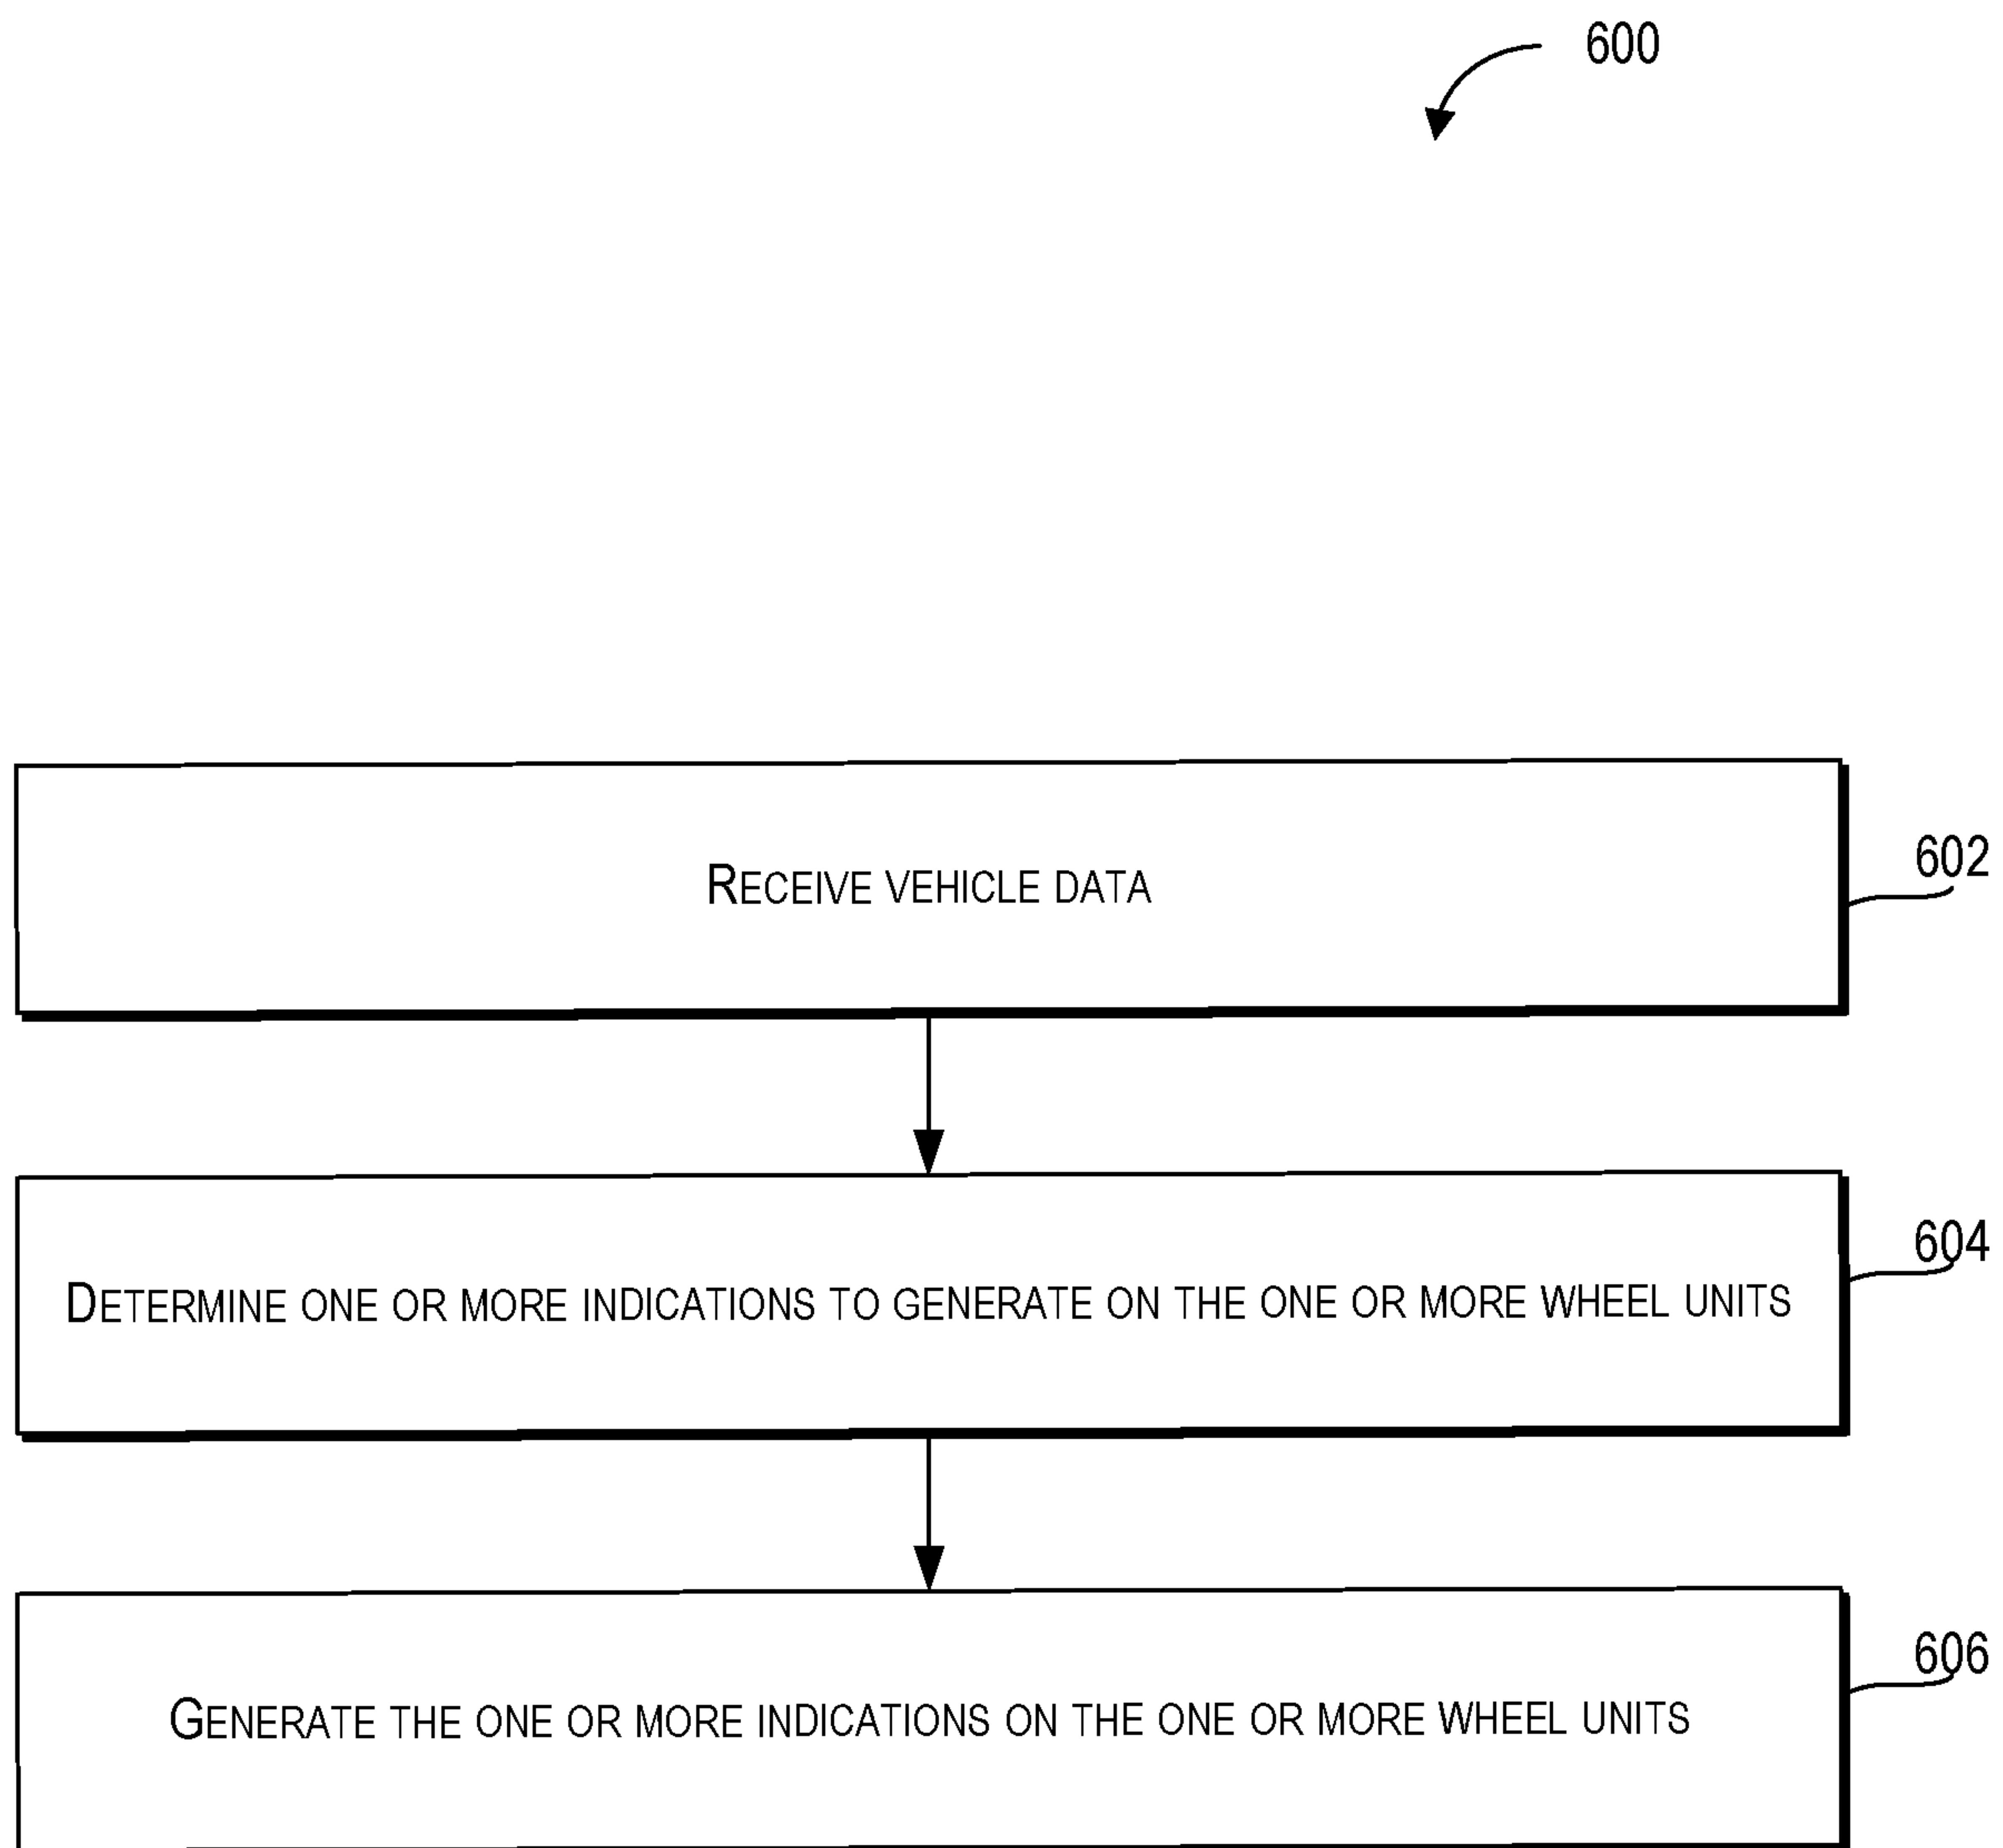 600
RECEIVE VEHICLE DATA
602
604
DETERMINE ONE OR MORE INDICATIONS TO GENERATE ON THE ONE OR MORE WHEEL UNITS
606
GENERATE THE ONE OR MORE INDICATIONS ON THE ONE OR MORE WHEEL UNITS